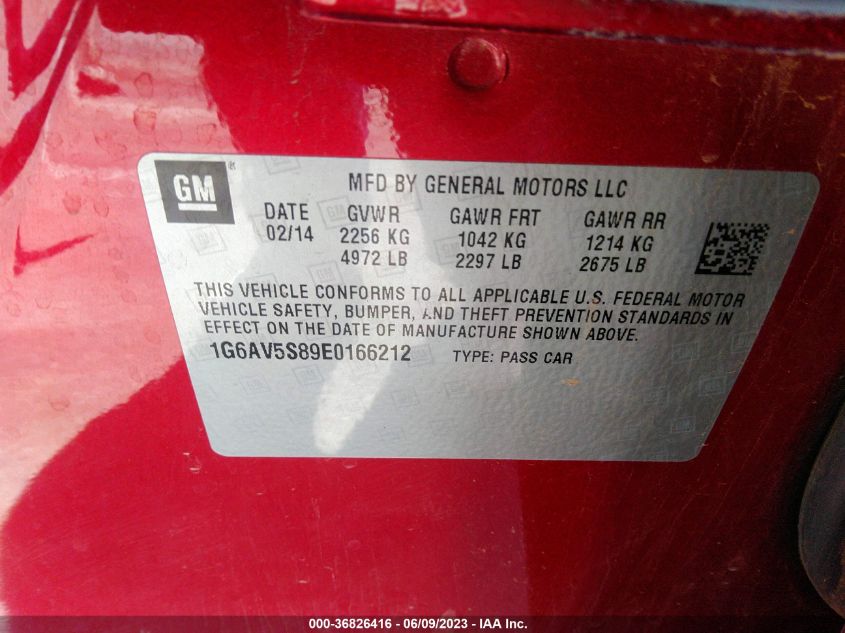 GM ®
MFD BY GENERAL MOTORS LLC
DATE GVWR GAWR FRT GAWR RR
02/14 2256 KG 1042 KG 1214 KG
4972 LB 2297 LB 2675 LB
THIS VEHICLE CONFORMS TO ALL APPLICABLE U.S. FEDERAL MOTOR
VEHICLE SAFETY, BUMPER, AND THEFT PREVENTION STANDARDS IN
EFFECT ON THE DATE OF MANUFACTURE SHOWN ABOVE.
1G6AV5S89E0166212 TYPE: PASS CAR
000-36826416 - 06/09/2023 - IAA Inc.